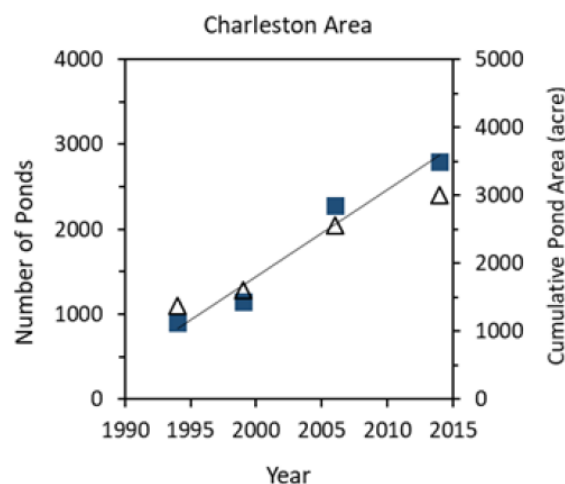 Charleston Area
4000
3000
2000
1000
0
Number of Ponds
5000
4000
3000
2000
1000
0
Cumulative Pond Area (acre)
1990 1995 2000 2005 2010 2015
Year